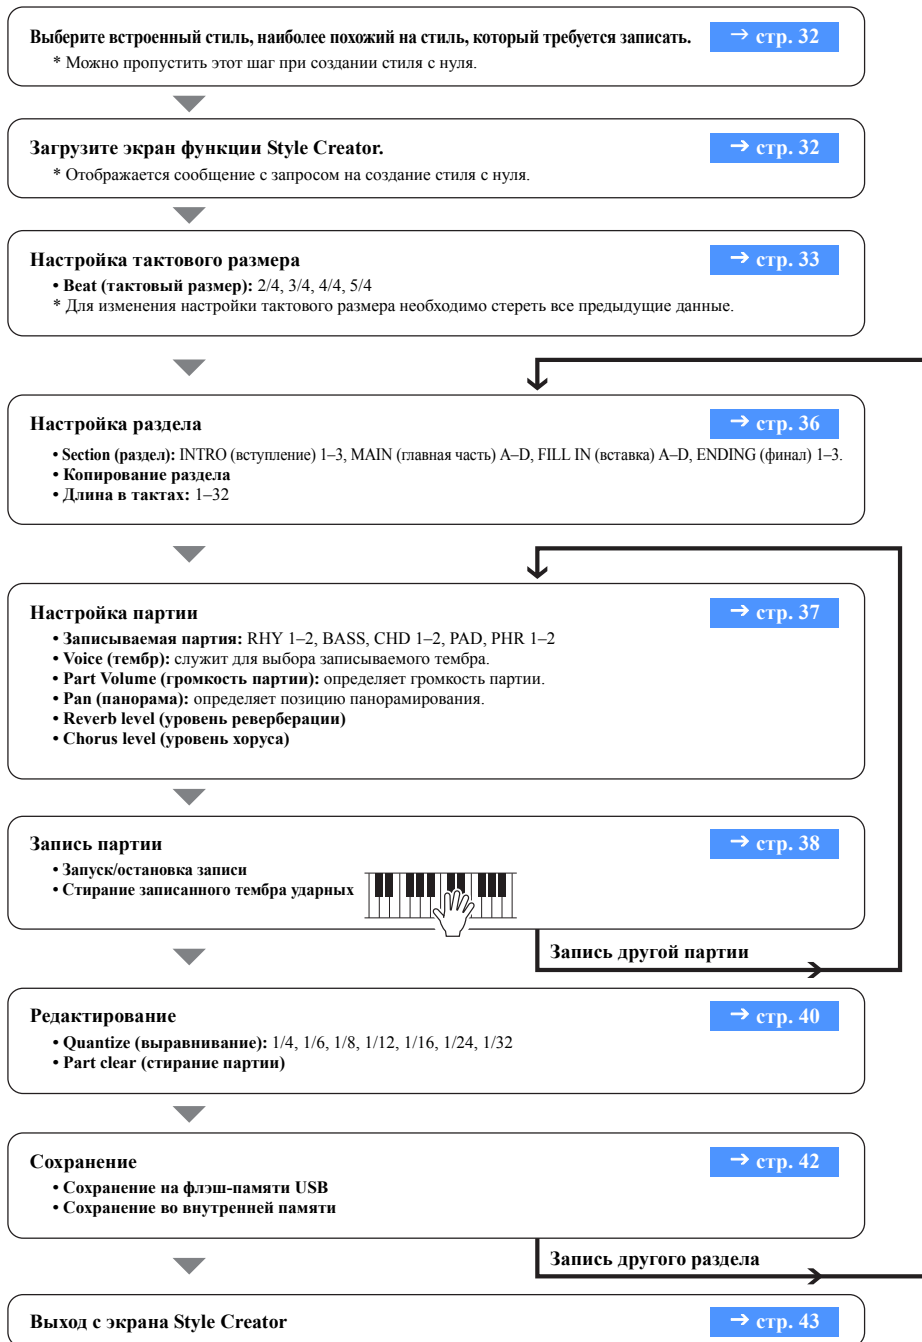 Выберите встроенный стиль, наиболее похожий на стиль, который требуется записать. → стр. 32
* Можно пропустить этот шаг при создании стиля с нуля.
Загрузите экран функции Style Creator. → стр. 32
* Отображается сообщение с запросом на создание стиля с нуля.
Настройка тактового размера → стр. 33
• Beat (тактовый размер): 2/4, 3/4, 4/4, 5/4
* Для изменения настройки тактового размера необходимо стереть все предыдущие данные.
Настройка раздела → стр. 36
• Section (раздел): INTRO (вступление) 1–3, MAIN (главная часть) A–D, FILL IN (вставка) A–D, ENDING (финал) 1–3.
• Копирование раздела
• Длина в тактах: 1–32
Настройка партии → стр. 37
• Записываемая партия: RHY 1–2, BASS, CHD 1–2, PAD, PHR 1–2
• Voice (тембр): служит для выбора записываемого тембра.
• Part Volume (громкость партии): определяет громкость партии.
• Pan (панорама): определяет позицию панорамирования.
• Reverb level (уровень реверберации)
• Chorus level (уровень хоруса)
Запись партии → стр. 38
• Запуск/остановка записи
• Стирание записанного тембра ударных
Запись другой партии
Редактирование → стр. 40
• Quantize (выравнивание): 1/4, 1/6, 1/8, 1/12, 1/16, 1/24, 1/32
• Part clear (стирание партии)
Сохранение → стр. 42
• Сохранение на флэш-памяти USB
• Сохранение во внутренней памяти
Запись другого раздела
Выход с экрана Style Creator → стр. 43